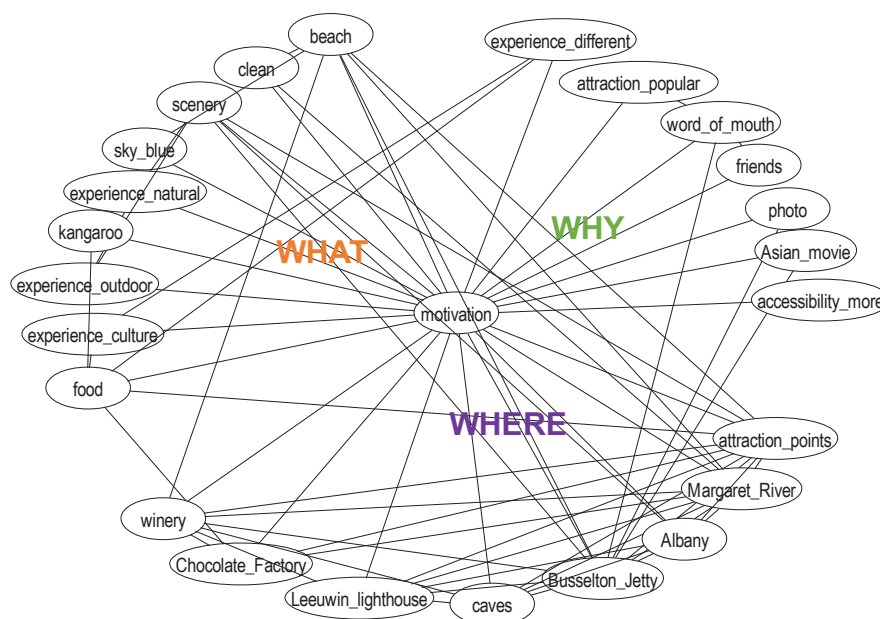 beach
experience_different
clean
attraction_popular
scenery
word_of_mouth
sky_blue
friends
experience_natural
photo
kangaroo
WHAT
WHY
Asian_movie
experience_outdoor
accessibility_more
motivation
experience_culture
food
WHERE
attraction_points
Margaret_River
winery
Albany
Chocolate_Factory
Busselton_Jetty
Leeuwin_lighthouse
caves